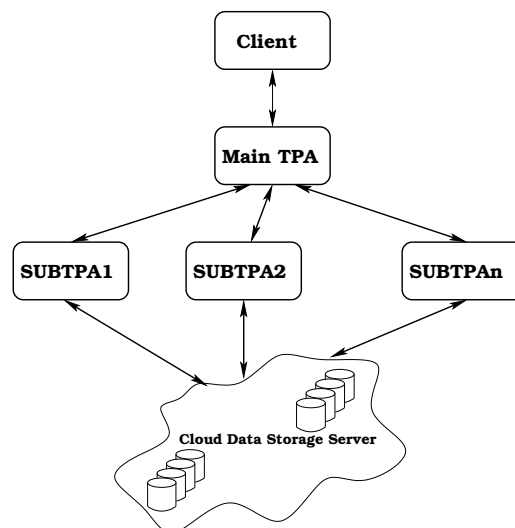 Client
Main TPA
SUBTPA1
SUBTPA2
SUBTPAn
Cloud Data Storage Server